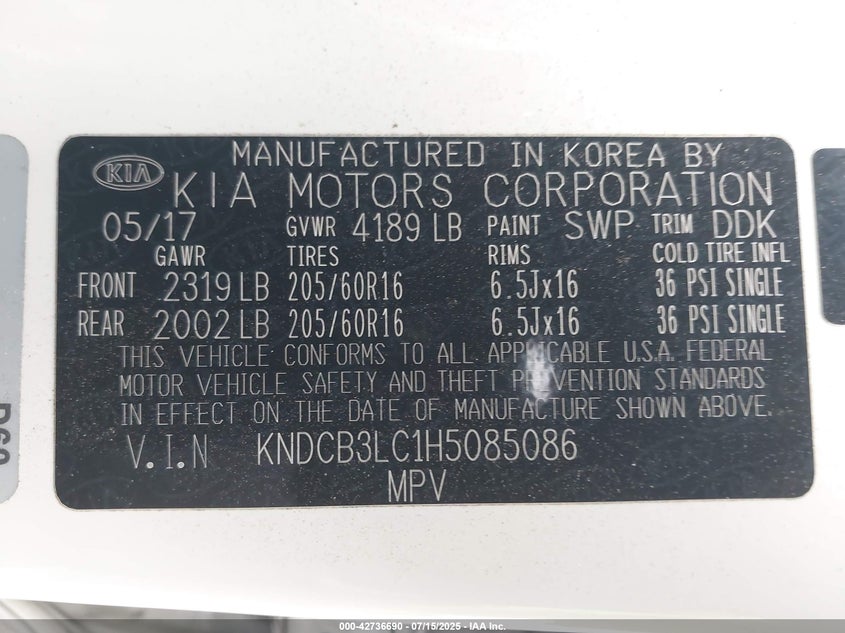 MANUFACTURED IN KOREA BY
KIA KIA MOTORS CORPORATION
05/17 GVWR 4189 LB PAINT SWP TRIM DDK
GAWR TIRES RIMS COLD TIRE INFL
FRONT 2319 LB 205/60R16 6.5Jx16 36 PSI SINGLE
REAR 2002 LB 205/60R16 6.5Jx16 36 PSI SINGLE
THIS VEHICLE CONFORMS TO ALL APPLICABLE U.S.A. FEDERAL
MOTOR VEHICLE SAFETY AND THEFT PREVENTION STANDARDS
IN EFFECT ON THE DATE OF MANUFACTURE SHOWN ABOVE.
V.I.N KNDCB3LC1H5085086
MPV
000-42736690 - 07/15/2025 - IAA Inc.